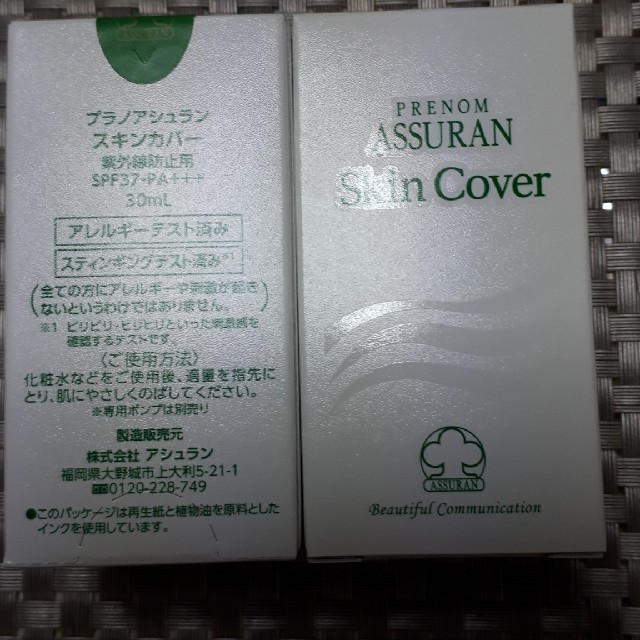 ASSURAN
プラノアシュラン
スキンカバー
紫外線防止用
SPF37・PA+++
30mL
アレルギーテスト済み
スティンギングテスト済み※1
(全ての方にアレルギーや刺激が起き
ないというわけではありません。)
※1 ピリピリ・ヒリヒリといった刺激感を
確認するテストです
〈ご使用方法〉
化粧水などをご使用後、適量を指先に
とり、肌にやさしくのばしてください。
※専用ポンプは別売り
製造販売元
株式会社 アシュラン
福岡県大野城市上大利5-21-1
☎0120-228-749
●このパッケージは再生紙と植物油を原料とした
インクを使用しています。
PRENOM
ASSURAN
Skin Cover
ASSURAN
Beautiful Communication